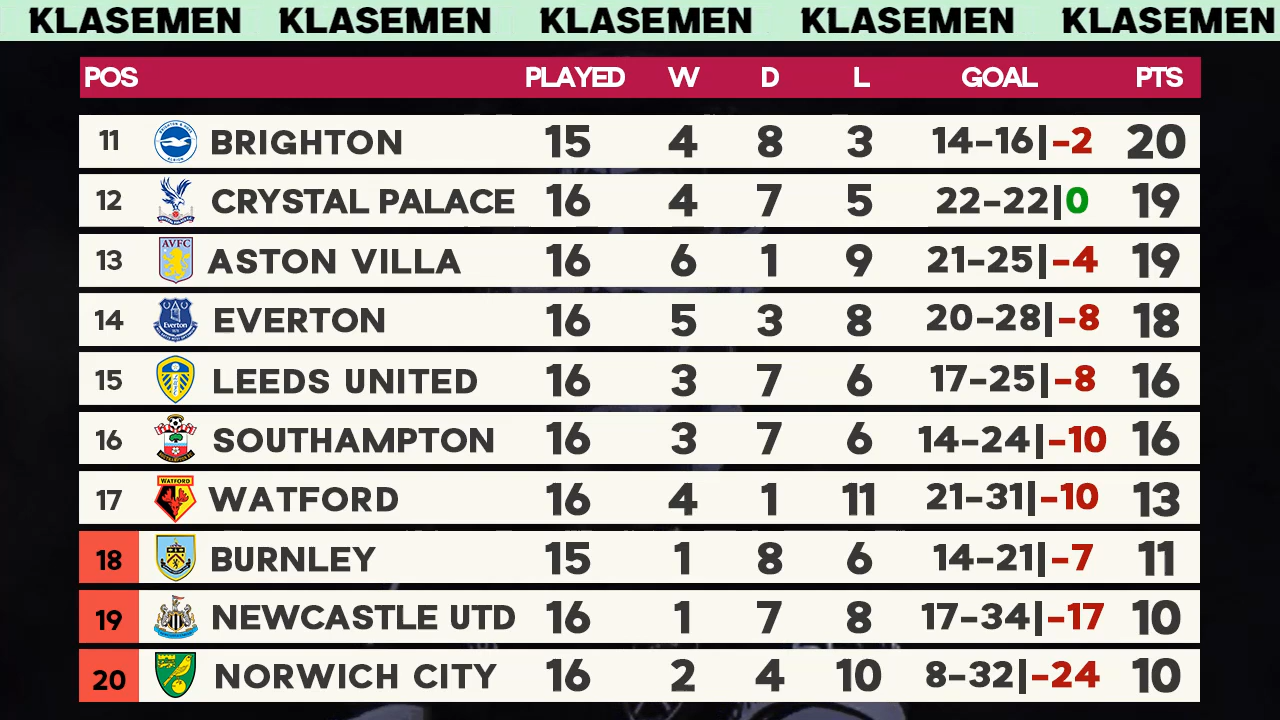 KLASEMEN KLASEMEN KLASEMEN KLASEMEN KLASEMEN
POS PLAYED W D L GOAL PTS
11 BRIGHTON 15 4 8 3 14-16|-2 20
12 CRYSTAL PALACE 16 4 7 5 22-22|0 19
13 AVFC ASTON VILLA 16 6 1 9 21-25|-4 19
14 Everton EVERTON 16 5 3 8 20-28|-8 18
15 LEEDS UNITED 16 3 7 6 17-25|-8 16
16 SOUTHAMPTON 16 3 7 6 14-24|-10 16
17 WATFORD WATFORD 16 4 1 11 21-31|-10 13
18 BURNLEY 15 1 8 6 14-21|-7 11
19 NEWCASTLE UTD 16 1 7 8 17-34|-17 10
20 NORWICH CITY 16 2 4 10 8-32|-24 10